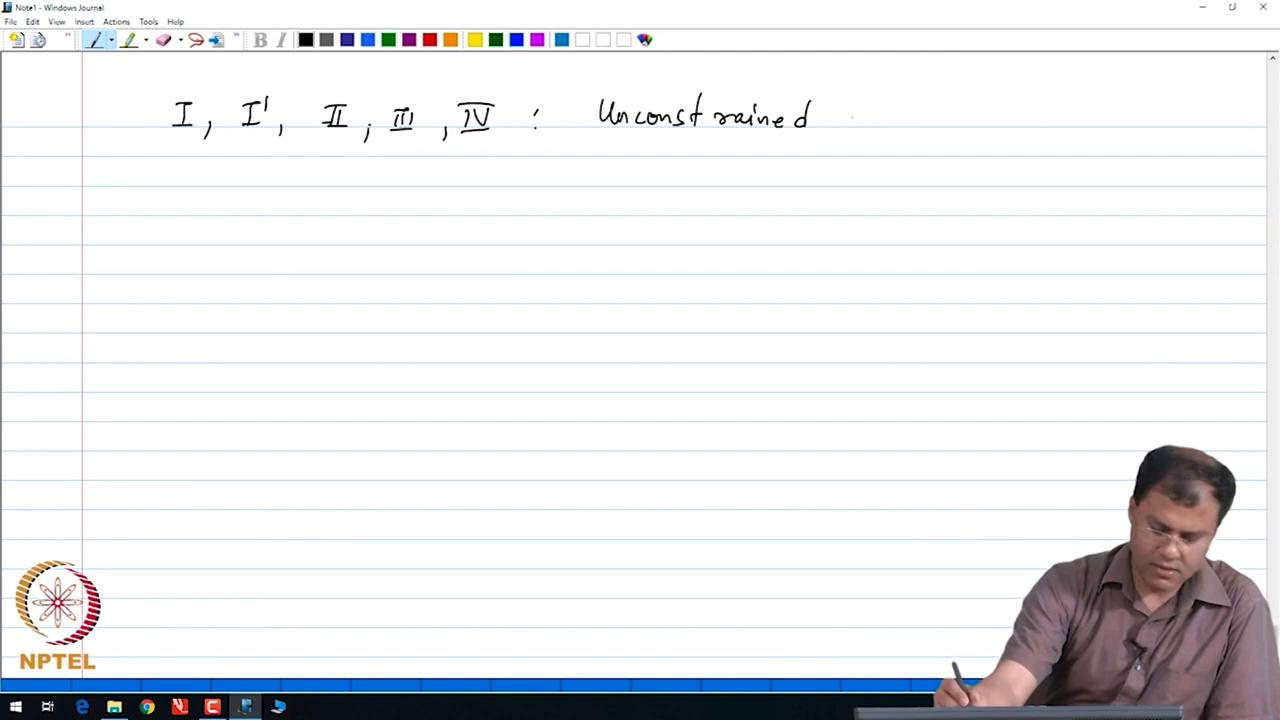 Note1 - Windows Journal
File Edit View Insert Actions Tools Help
B I
I, I', II, III, IV : Unconstrained
NPTEL